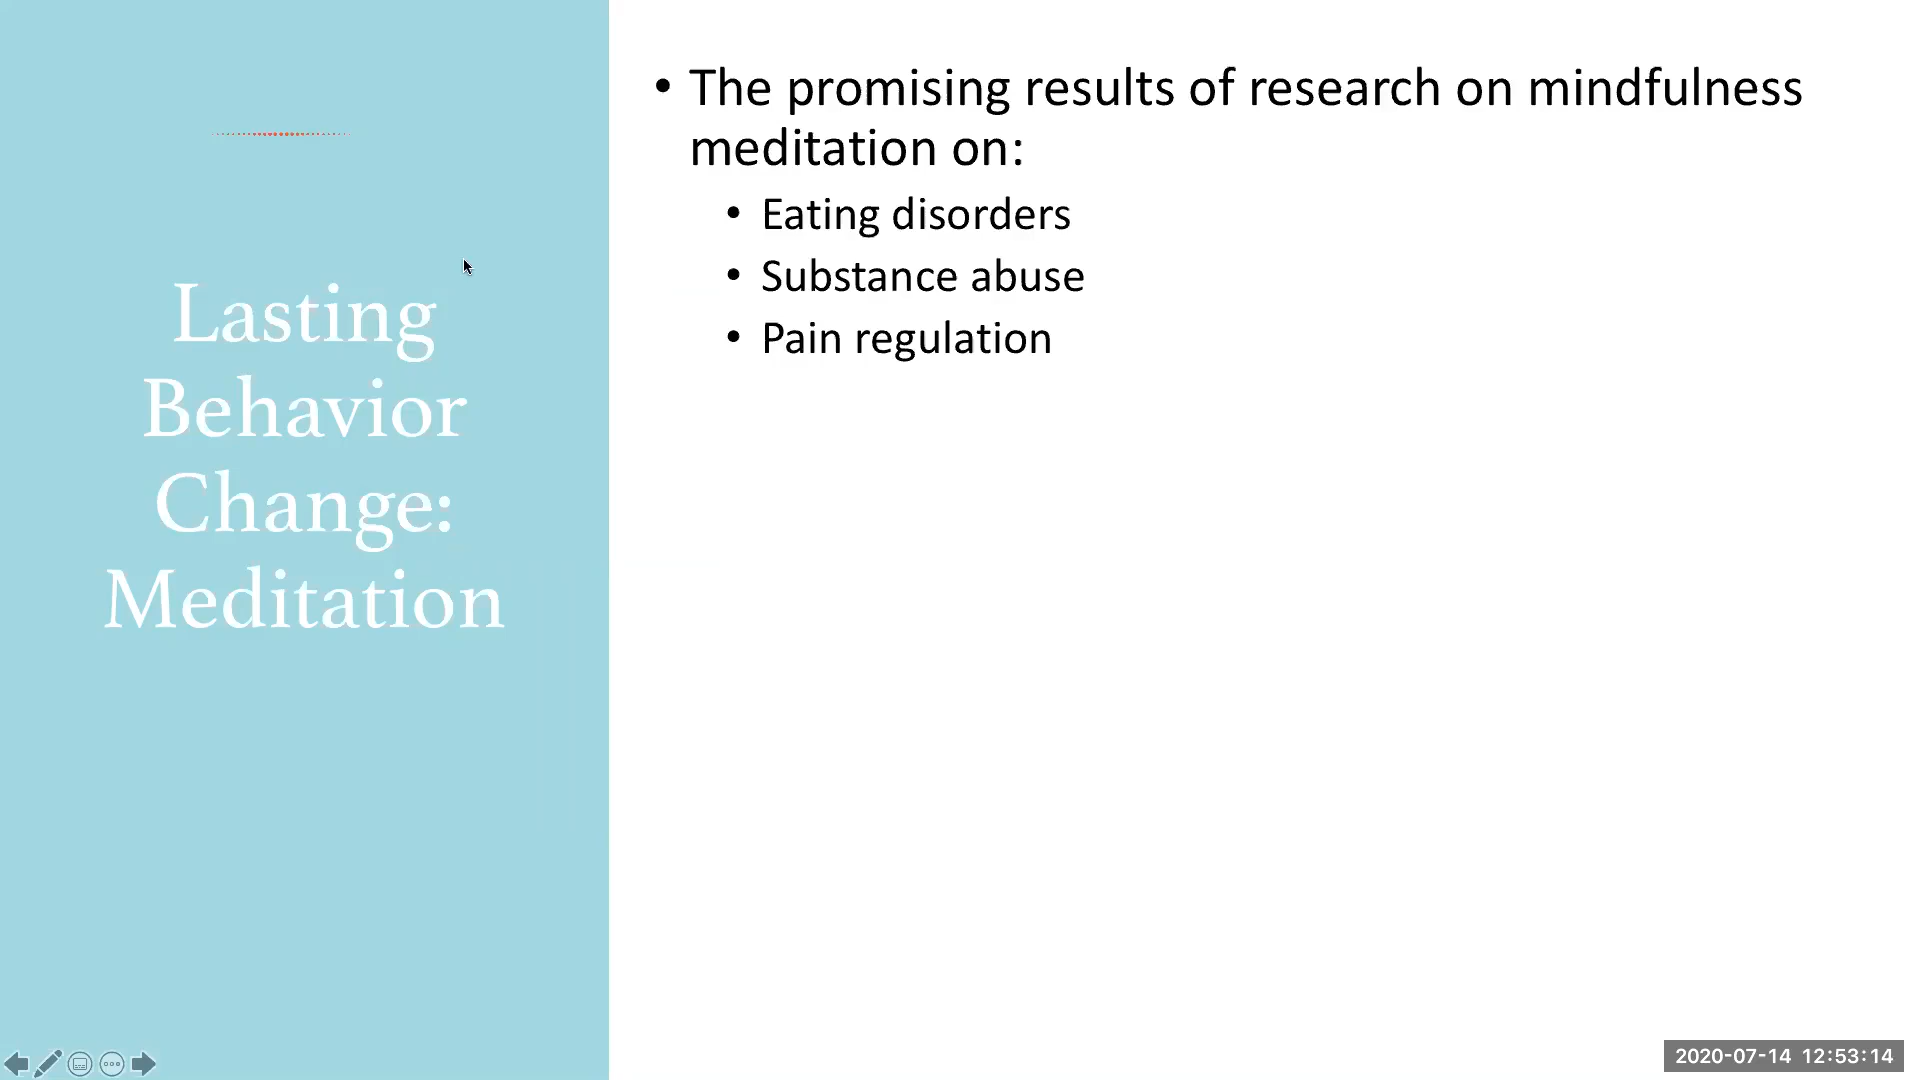 Lasting
Behavior
Change:
Meditation
• The promising results of research on mindfulness
meditation on:
• Eating disorders
• Substance abuse
• Pain regulation
2020-07-14 12:53:14